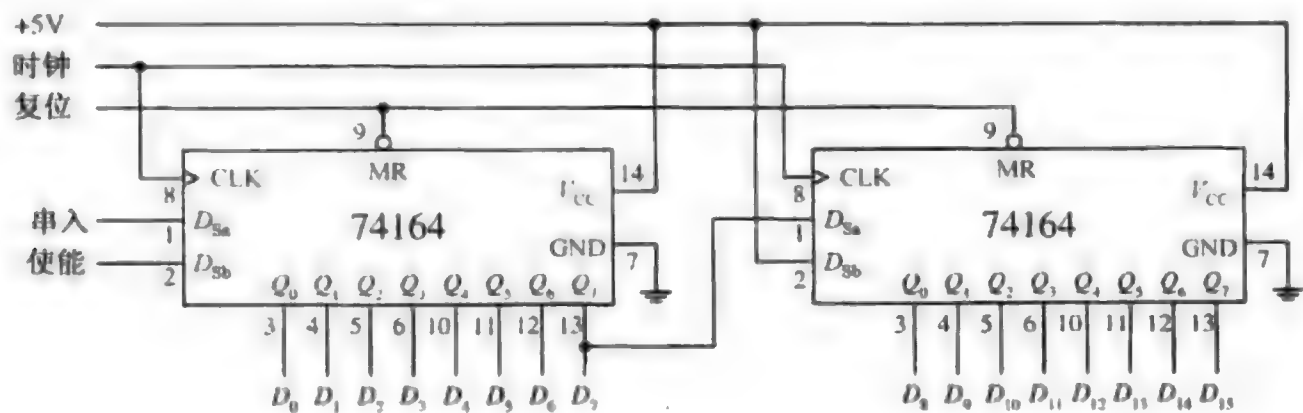 +5V
时钟
复位
9
9
CLK
MR
14
8
V_CC
串入
D_Sa
74164
1
GND
使能
D_Sb
7
2
Q_0 Q_1 Q_2 Q_3 Q_4 Q_5 Q_6 Q_7
3 4 5 6 10 11 12 13
D_0 D_1 D_2 D_3 D_4 D_5 D_6 D_7
CLK
MR
14
8
V_CC
D_Sa
74164
1
GND
D_Sb
7
2
Q_0 Q_1 Q_2 Q_3 Q_4 Q_5 Q_6 Q_7
3 4 5 6 10 11 12 13
D_8 D_9 D_10 D_11 D_12 D_13 D_14 D_15